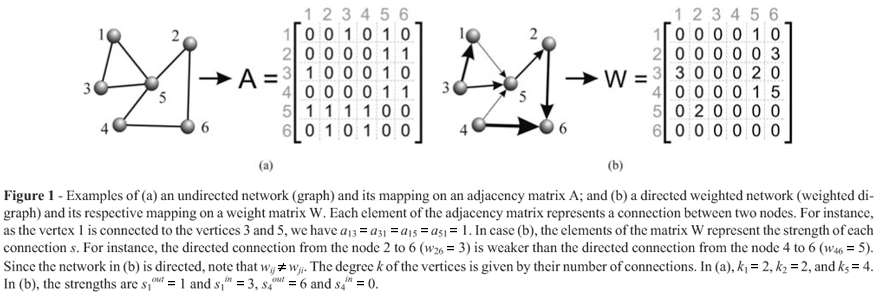 1 2 3 4 5 6
1 0 0 1 0 1 0
2 0 0 0 0 1 1
A = 3 1 0 0 0 1 0
4 0 0 0 0 1 1
5 1 1 1 1 0 0
6 0 1 0 1 0 0
1
2
3
5
4
6
(a)
1 2 3 4 5 6
1 0 0 0 0 1 0
2 0 0 0 0 0 3
W = 3 3 0 0 0 2 0
4 0 0 0 0 1 5
5 0 2 0 0 0 0
6 0 0 0 0 0 0
1
2
3
5
4
6
(b)
Figure 1 - Examples of (a) an undirected network (graph) and its mapping on an adjacency matrix A; and (b) a directed weighted network (weighted di-
graph) and its respective mapping on a weight matrix W. Each element of the adjacency matrix represents a connection between two nodes. For instance,
as the vertex 1 is connected to the vertices 3 and 5, we have a13 = a31 = a15 = a51 = 1. In case (b), the elements of the matrix W represent the strength of each
connection s. For instance, the directed connection from the node 2 to 6 (w26 = 3) is weaker than the directed connection from the node 4 to 6 (w46 = 5).
Since the network in (b) is directed, note that wij ≠ wji. The degree k of the vertices is given by their number of connections. In (a), k1 = 2, k2 = 2, and k5 = 4.
In (b), the strengths are s1^out = 1 and s1^in = 3, s4^out = 6 and s4^in = 0.